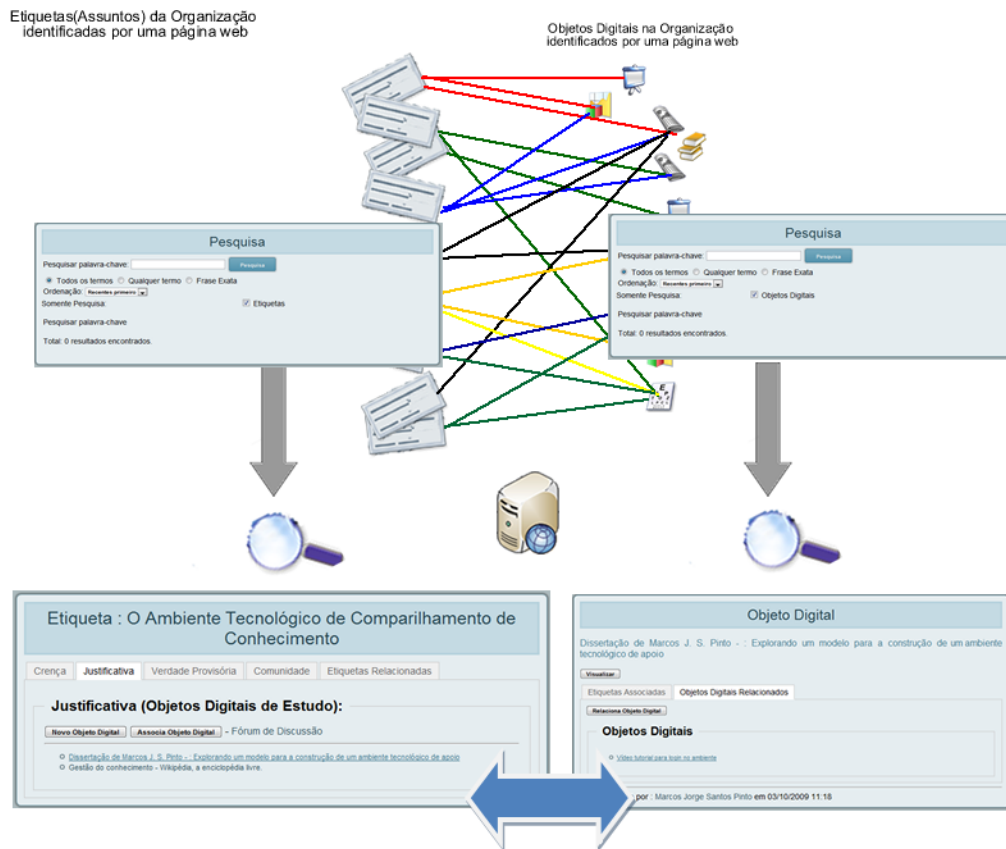 Etiquetas(Assuntos) da Organização
identificadas por uma página web
Objetos Digitais na Organização
identificados por uma página web
E
Pesquisa
Pesquisar palavra-chave: Pesquisa
Todos os termos Qualquer termo Frase Exata
Ordenação: Recentes primeiro
Somente Pesquisa: Etiquetas
Pesquisar palavra-chave
Total: 0 resultados encontrados.
Pesquisa
Pesquisar palavra-chave: Pesquisa
Todos os termos Qualquer termo Frase Exata
Ordenação: Recentes primeiro
Somente Pesquisa: Objetos Digitais
Pesquisar palavra-chave
Total: 0 resultados encontrados.
Etiqueta : O Ambiente Tecnológico de Comparilhamento de
Conhecimento
Crença Justificativa Verdade Provisória Comunidade Etiquetas Relacionadas
Justificativa (Objetos Digitais de Estudo):
Novo Objeto Digital Associa Objeto Digital - Fórum de Discussão
Dissertação de Marcos J. S. Pinto - : Explorando um modelo para a construção de um ambiente tecnológico de apoio
Gestão do conhecimento - Wikipédia, a enciclopédia livre.
Objeto Digital
Dissertação de Marcos J. S. Pinto - : Explorando um modelo para a construção de um ambiente
tecnológico de apoio
Visualizar
Etiquetas Associadas Objetos Digitais Relacionados
Relaciona Objeto Digital
Objetos Digitais
Vídeo tutorial para login no ambiente
por : Marcos Jorge Santos Pinto em 03/10/2009 11:18